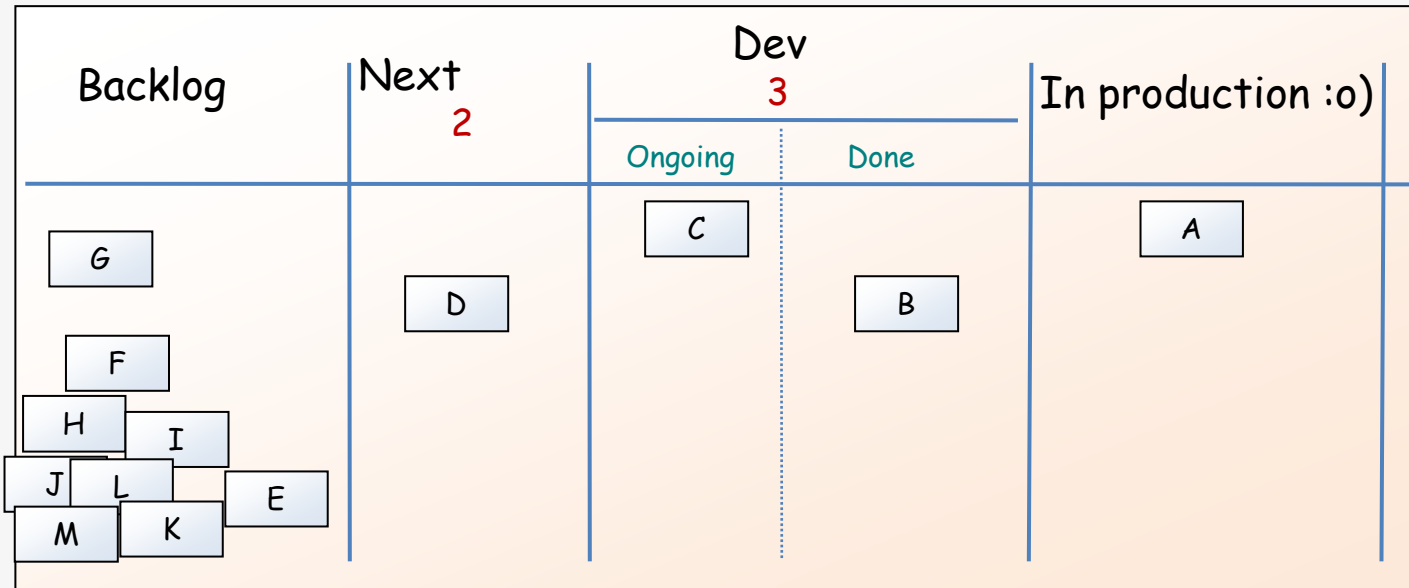 Backlog
Next
2
Dev
3
Ongoing
Done
In production :o)
G
F
H
I
J
L
E
M
K
D
C
B
A